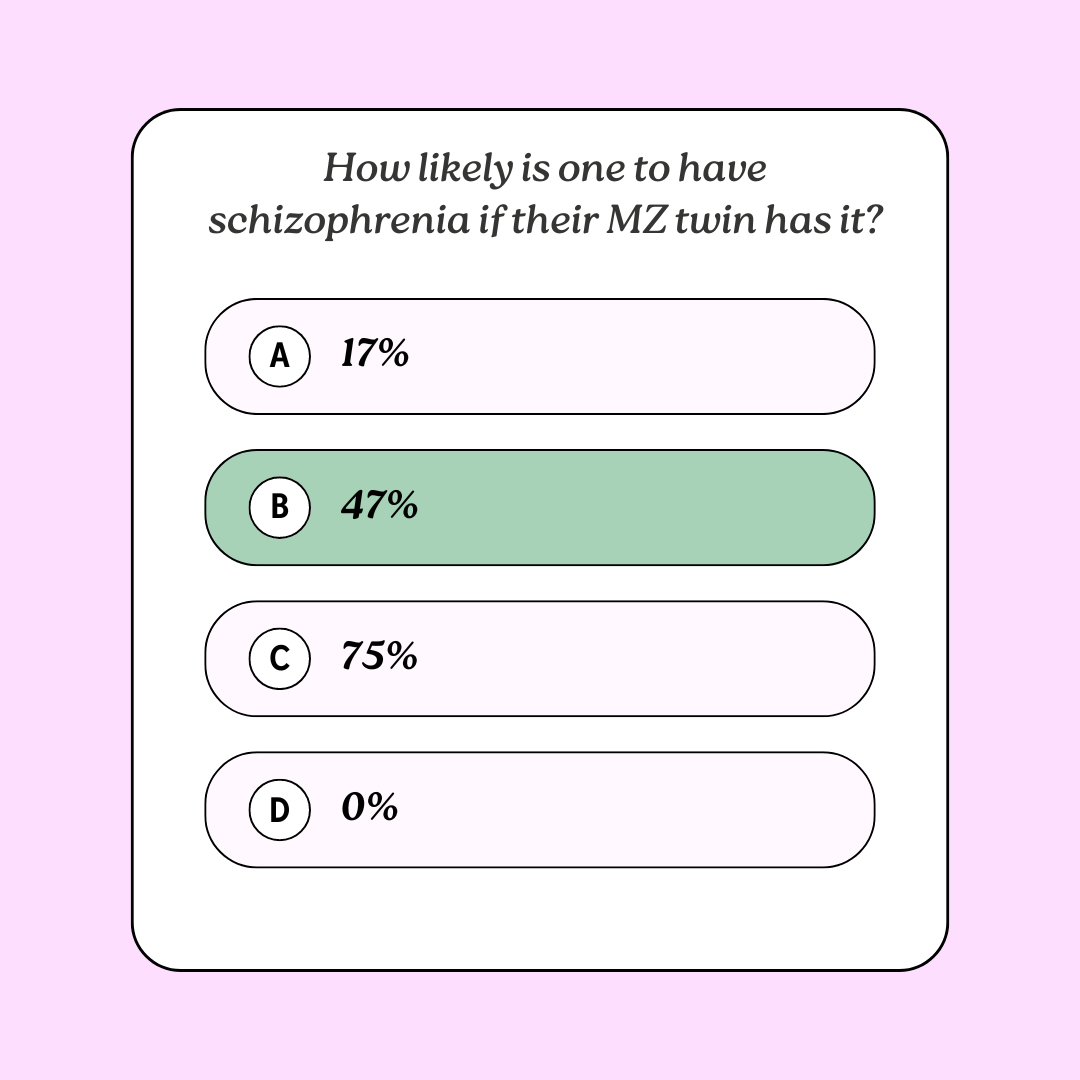 How likely is one to have
schizophrenia if their MZ twin has it?
A 17%
B 47%
C 75%
D 0%